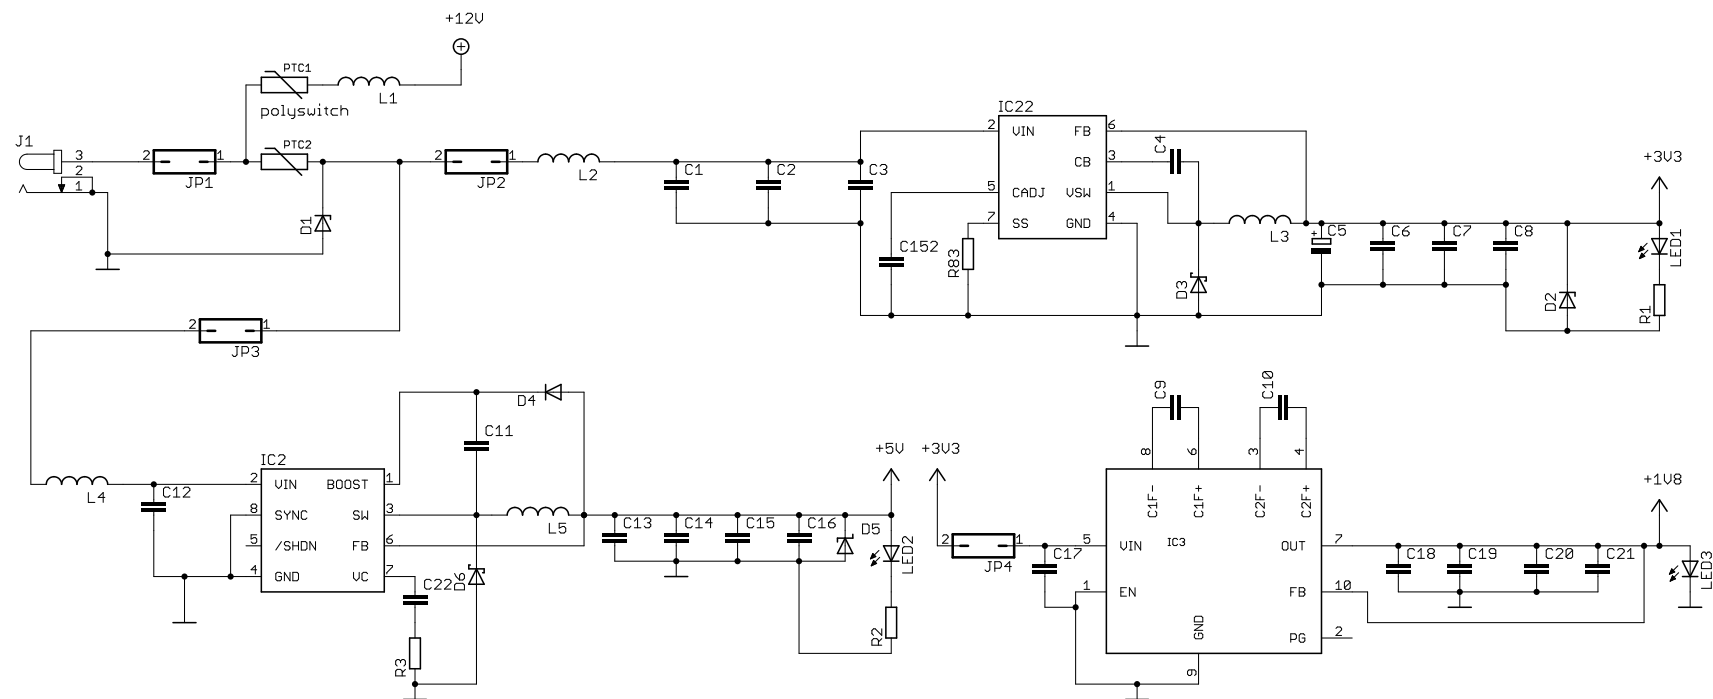 +12V
PTC1
L1
polyswitch
J1
3
2
1
2
1
JP1
PTC2
D1
2
1
JP2
L2
C1
C2
C3
IC22
2
VIN
FB
6
C4
CB
3
5
CADJ
VSW
1
7
SS
GND
4
C152
R83
D3
L3
+
C5
C6
C7
C8
D2
+3V3
LED1
R1
2
1
JP3
L4
C12
IC2
2
VIN
BOOST
1
8
SYNC
SW
3
5
/SHDN
FB
6
4
GND
VC
7
C22
R3
D6
C11
D4
L5
C13
C14
C15
C16
D5
+5V
LED2
R2
+3V3
2
1
JP4
C17
C9
C10
8
6
3
4
C1F-
C1F+
C2F-
C2F+
5
VIN
IC3
OUT
7
1
EN
FB
10
GND
PG
2
9
C18
C19
C20
C21
+1V8
LED3